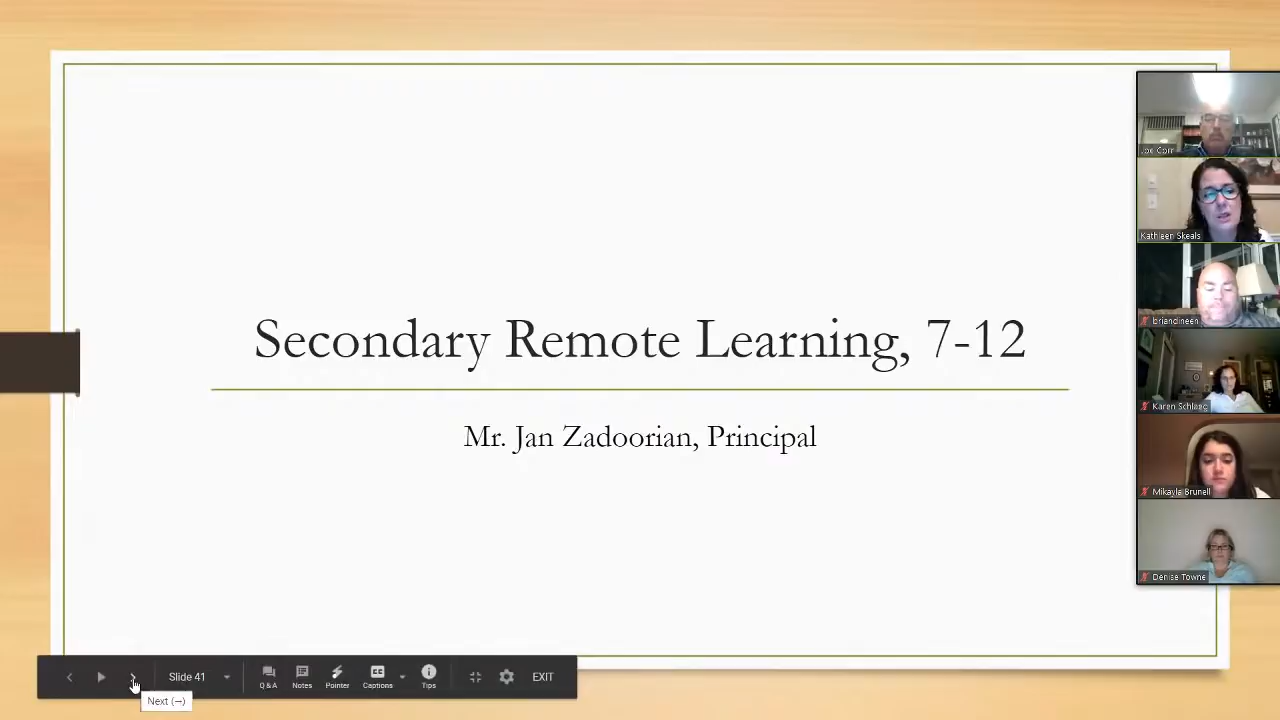 Secondary Remote Learning, 7-12
Mr. Jan Zadoorian, Principal
Kathleen Skeals
briandineen
Karen Schlaeg
Mikayla Brunell
Denise Towne
Slide 41
Q&A
Notes
Pointer
Captions
Tips
EXIT
Next (→)